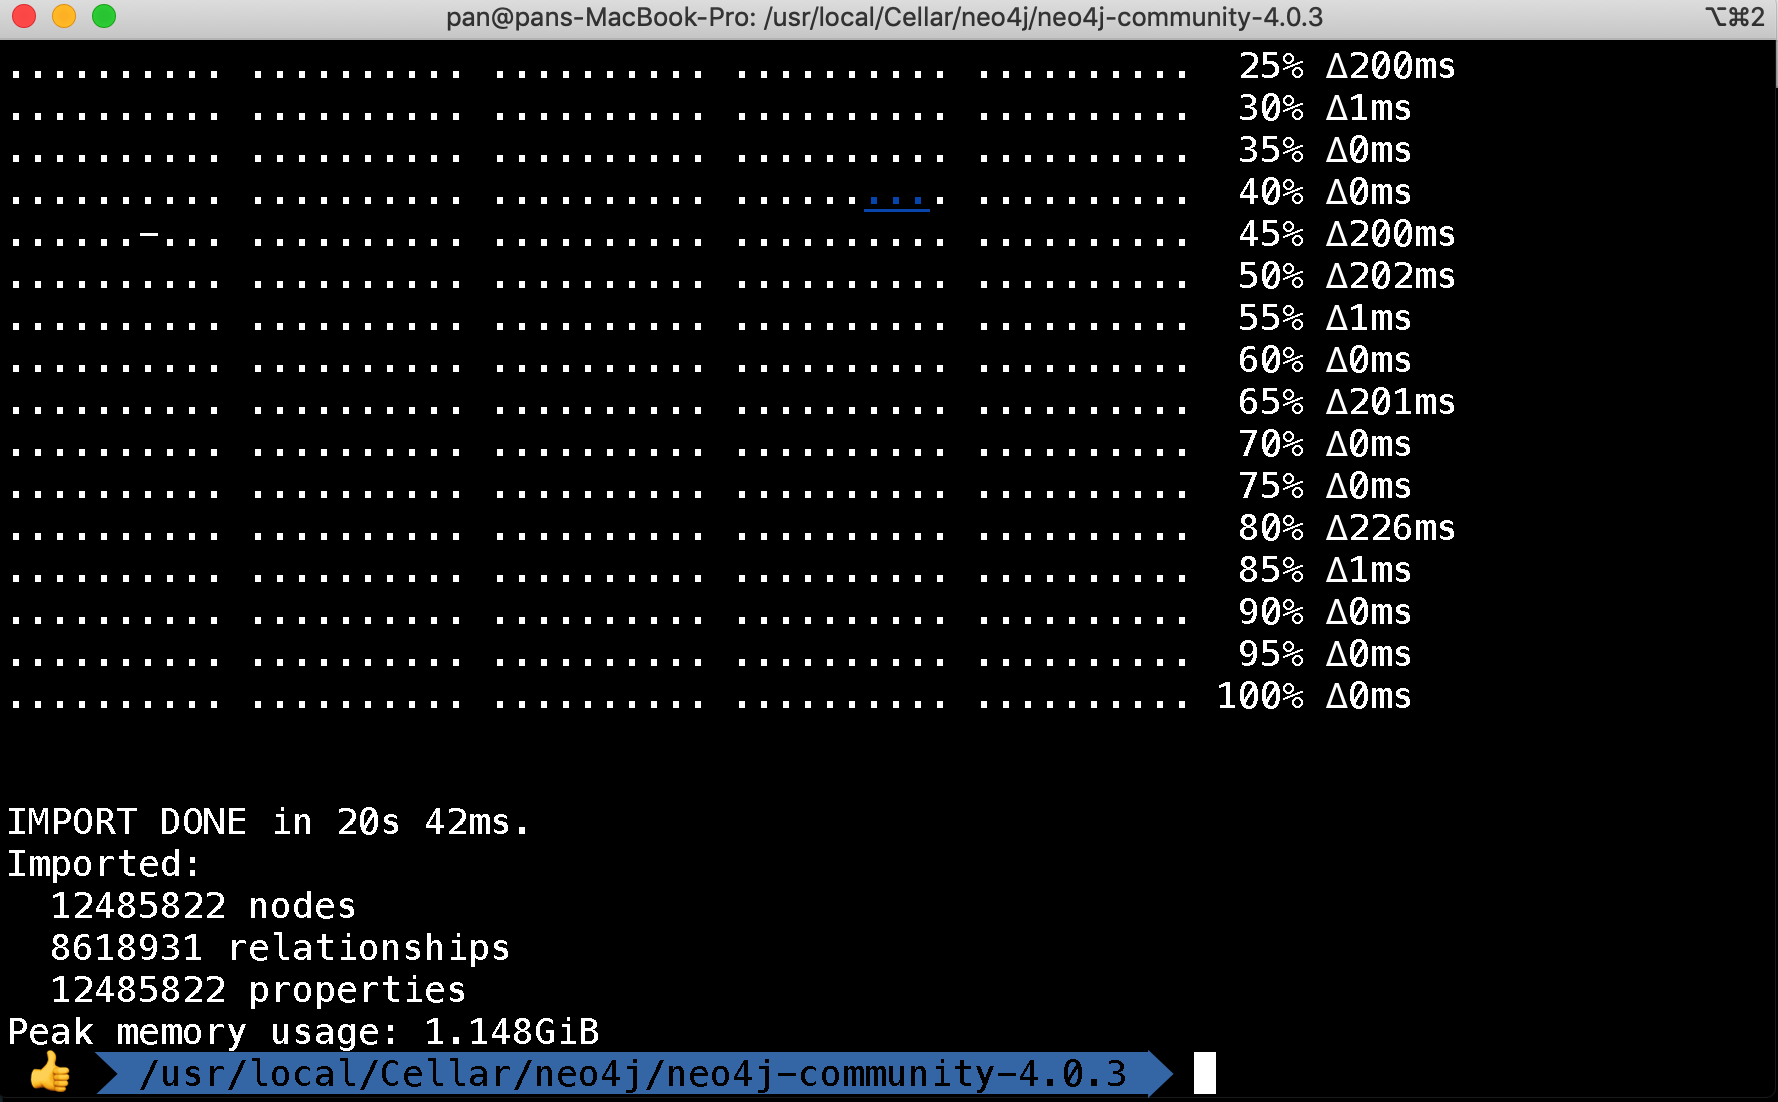 pan@pans-MacBook-Pro: /usr/local/Cellar/neo4j/neo4j-community-4.0.3 ⌥⌘2
.......... .......... .......... .......... ..........  25% ∆200ms
.......... .......... .......... .......... ..........  30% ∆1ms
.......... .......... .......... .......... ..........  35% ∆0ms
.......... .......... .......... .......... ..........  40% ∆0ms
......-... .......... .......... .......... ..........  45% ∆200ms
.......... .......... .......... .......... ..........  50% ∆202ms
.......... .......... .......... .......... ..........  55% ∆1ms
.......... .......... .......... .......... ..........  60% ∆0ms
.......... .......... .......... .......... ..........  65% ∆201ms
.......... .......... .......... .......... ..........  70% ∆0ms
.......... .......... .......... .......... ..........  75% ∆0ms
.......... .......... .......... .......... ..........  80% ∆226ms
.......... .......... .......... .......... ..........  85% ∆1ms
.......... .......... .......... .......... ..........  90% ∆0ms
.......... .......... .......... .......... ..........  95% ∆0ms
.......... .......... .......... .......... .......... 100% ∆0ms
IMPORT DONE in 20s 42ms.
Imported:
  12485822 nodes
  8618931 relationships
  12485822 properties
Peak memory usage: 1.148GiB
👍 /usr/local/Cellar/neo4j/neo4j-community-4.0.3